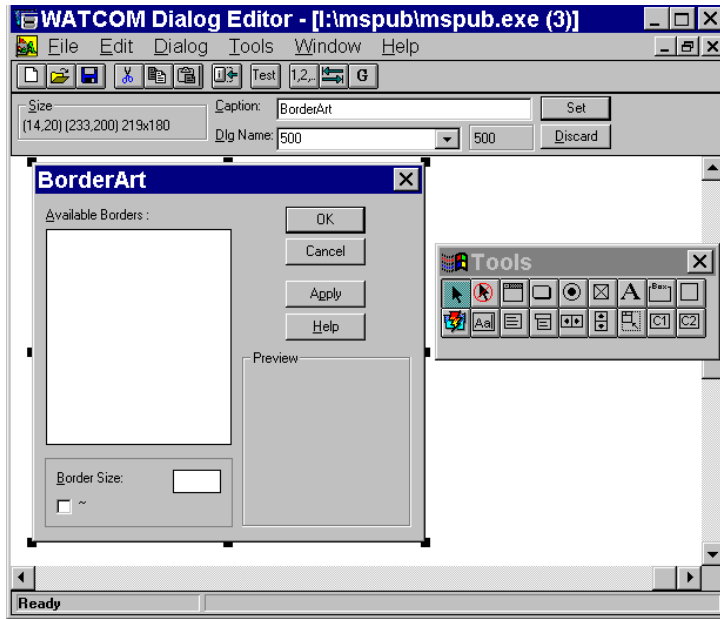 WATCOM Dialog Editor - [I:\mspub\mspub.exe (3)]
File Edit Dialog Tools Window Help
Test 1,2,.. G
Size
(14,20) (233,200) 219x180
Caption: BorderArt Set
Dlg Name: 500 500 Discard
BorderArt
Available Borders :
OK
Cancel
Apply
Help
Preview
Border Size:
~
Tools
A Box
Aa C1 C2
Ready